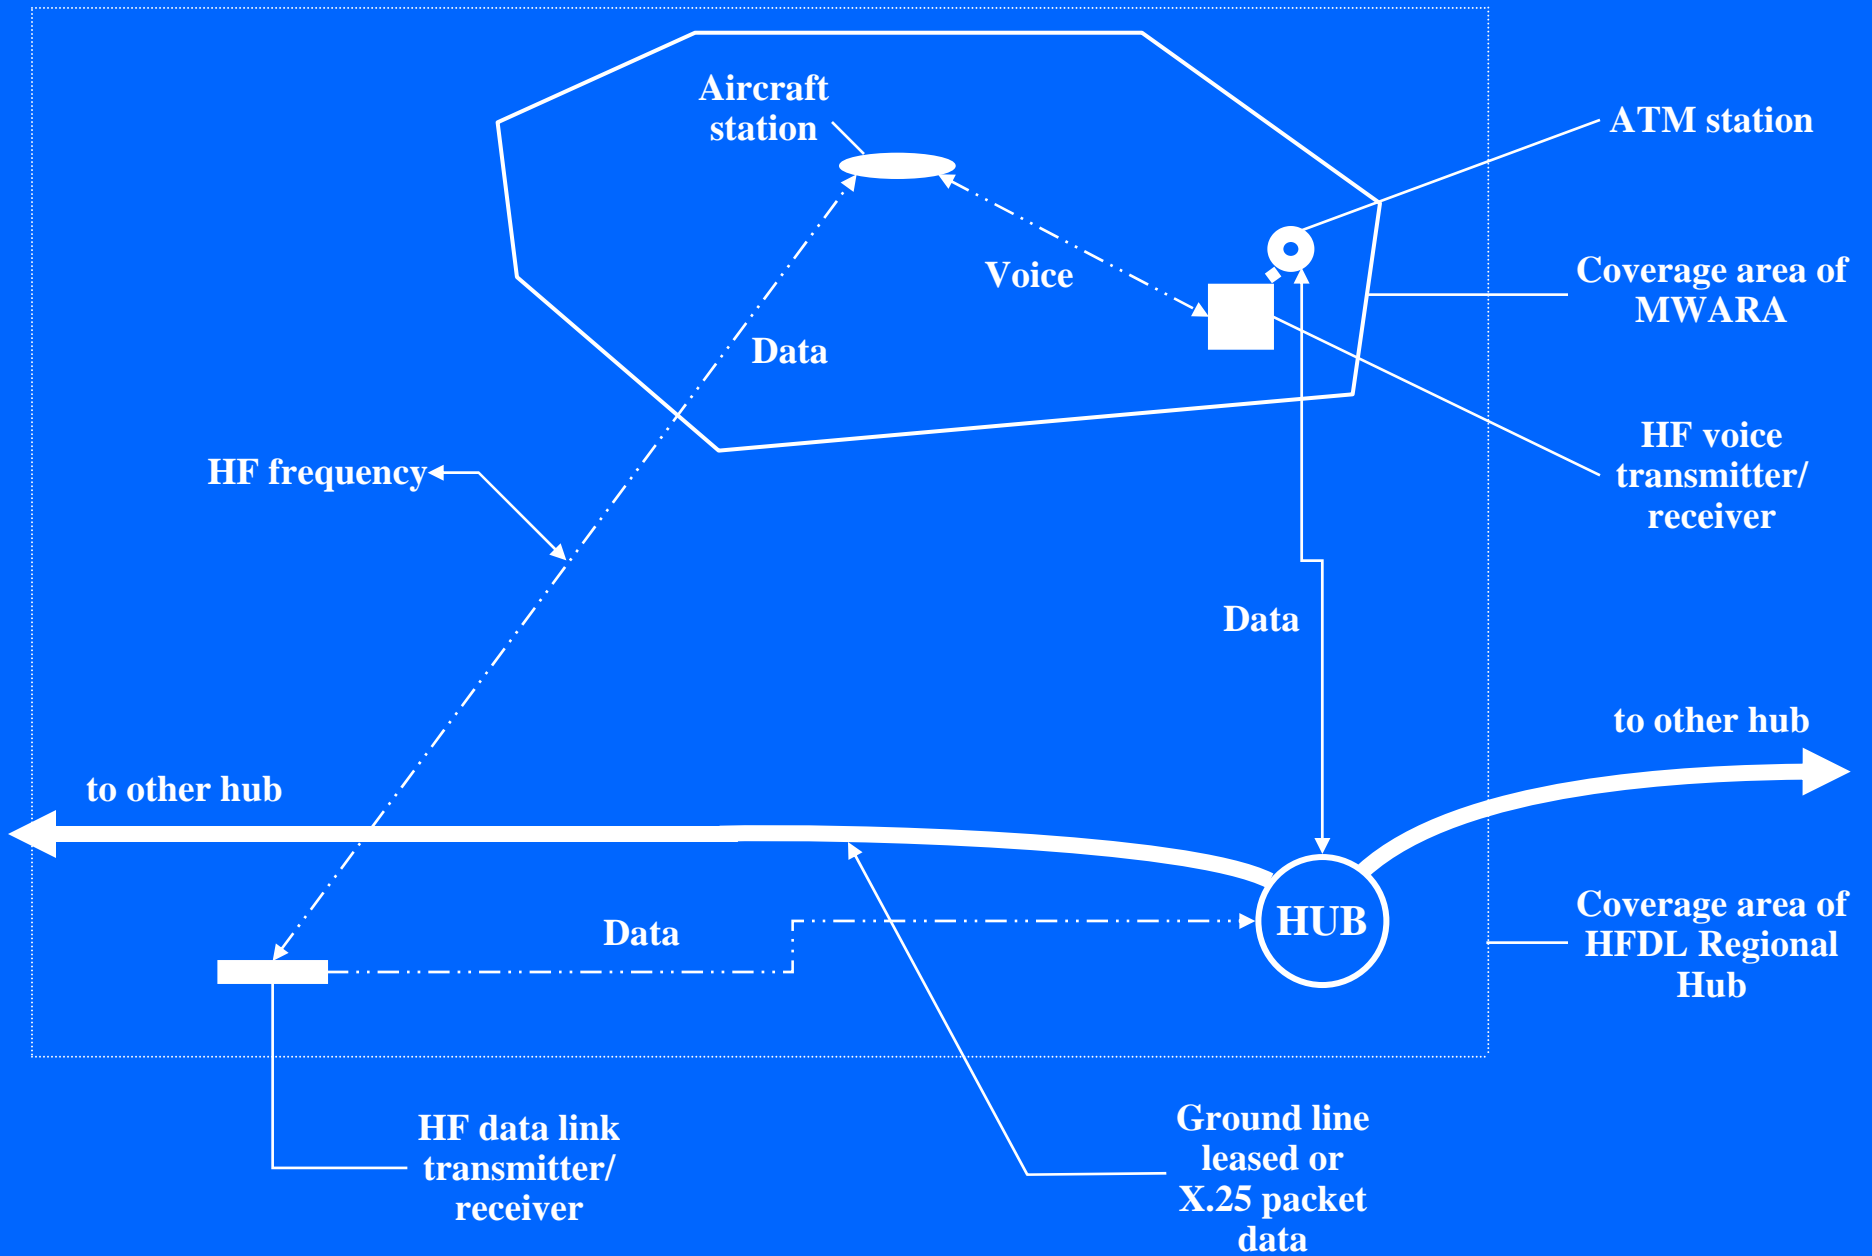 Aircraft
station
ATM station
Voice
Coverage area of
MWARA
Data
HF voice
transmitter/
receiver
HF frequency
Data
to other hub
to other hub
Data
HUB
Coverage area of
HFDL Regional
Hub
HF data link
transmitter/
receiver
Ground line
leased or
X.25 packet
data